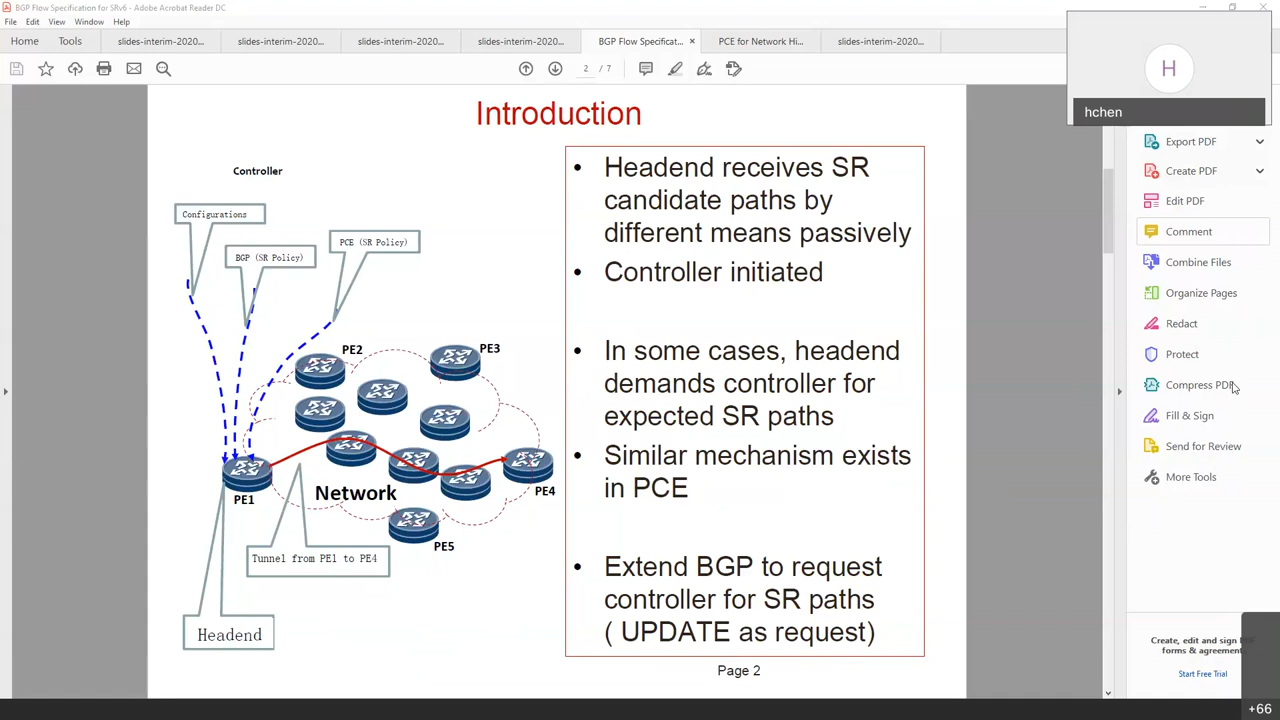 BGP Flow Specification for SRv6 - Adobe Acrobat Reader DC
File Edit View Window Help
Home Tools slides-interim-2020... slides-interim-2020... slides-interim-2020... slides-interim-2020... BGP Flow Specificat... × PCE for Network Hi... slides-interim-2020...
2 / 7
H
hchen
Introduction
Controller
Configurations
BGP (SR Policy)
PCE (SR Policy)
PE2
PE3
PE1
Network
PE4
PE5
Tunnel from PE1 to PE4
Headend
• Headend receives SR
candidate paths by
different means passively
• Controller initiated
• In some cases, headend
demands controller for
expected SR paths
• Similar mechanism exists
in PCE
• Extend BGP to request
controller for SR paths
( UPDATE as request)
Page 2
Export PDF
Create PDF
Edit PDF
Comment
Combine Files
Organize Pages
Redact
Protect
Compress PDF
Fill & Sign
Send for Review
More Tools
Create, edit and sign
forms & agreem
Start Free Trial
+66